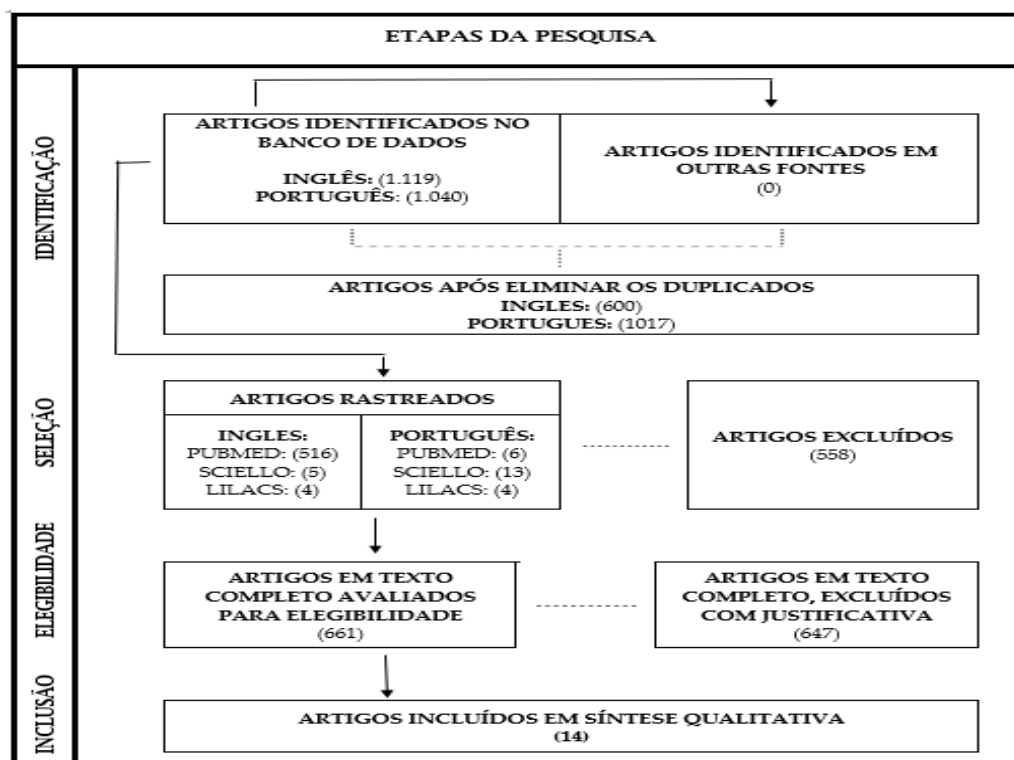 ETAPAS DA PESQUISA
IDENTIFICAÇÃO
ARTIGOS IDENTIFICADOS NO
BANCO DE DADOS
INGLÊS: (1.119)
PORTUGUÊS: (1.040)
ARTIGOS IDENTIFICADOS EM
OUTRAS FONTES
(0)
ARTIGOS APÓS ELIMINAR OS DUPLICADOS
INGLES: (600)
PORTUGUES: (1017)
SELEÇÃO
ARTIGOS RASTREADOS
INGLES:
PUBMED: (516)
SCIELLO: (5)
LILACS: (4)
PORTUGUÊS:
PUBMED: (6)
SCIELLO: (13)
LILACS: (4)
ARTIGOS EXCLUÍDOS
(558)
ELEGIBILIDADE
ARTIGOS EM TEXTO
COMPLETO AVALIADOS
PARA ELEGIBILIDADE
(661)
ARTIGOS EM TEXTO
COMPLETO, EXCLUÍDOS
COM JUSTIFICATIVA
(647)
INCLUSÃO
ARTIGOS INCLUÍDOS EM SÍNTESE QUALITATIVA
(14)